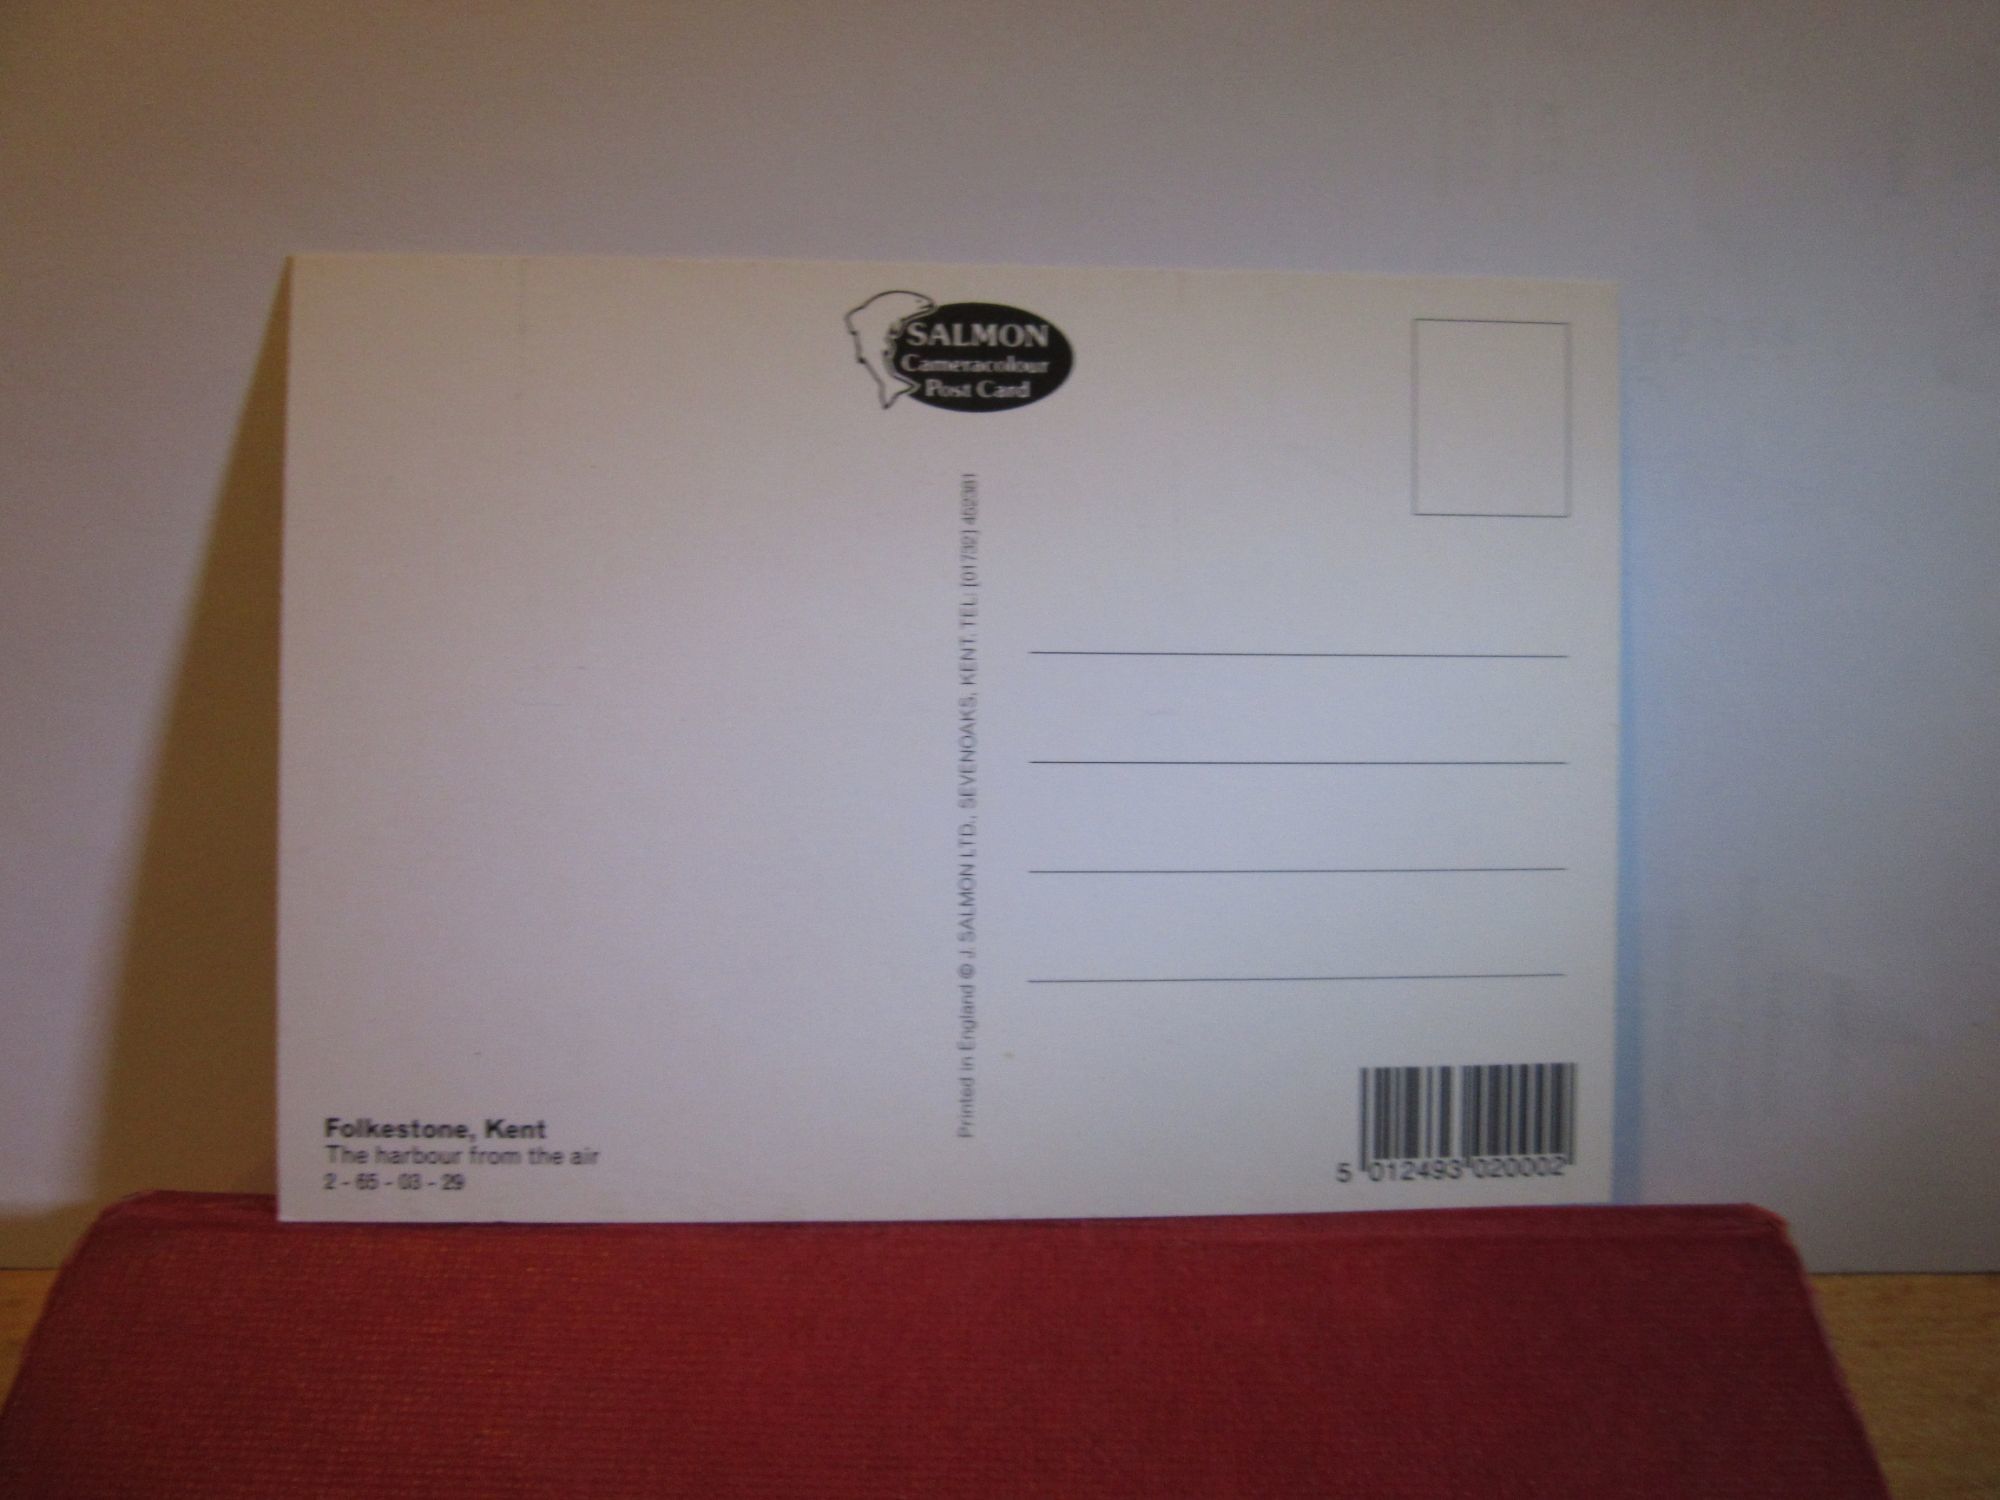 SALMON
Cameracolour
Post Card
Printed in England © J. SALMON LTD., SEVENOAKS, KENT. TEL: (01732) 452381
Folkestone, Kent
The harbour from the air
2 - 65 - 03 - 29
5 012493 020002